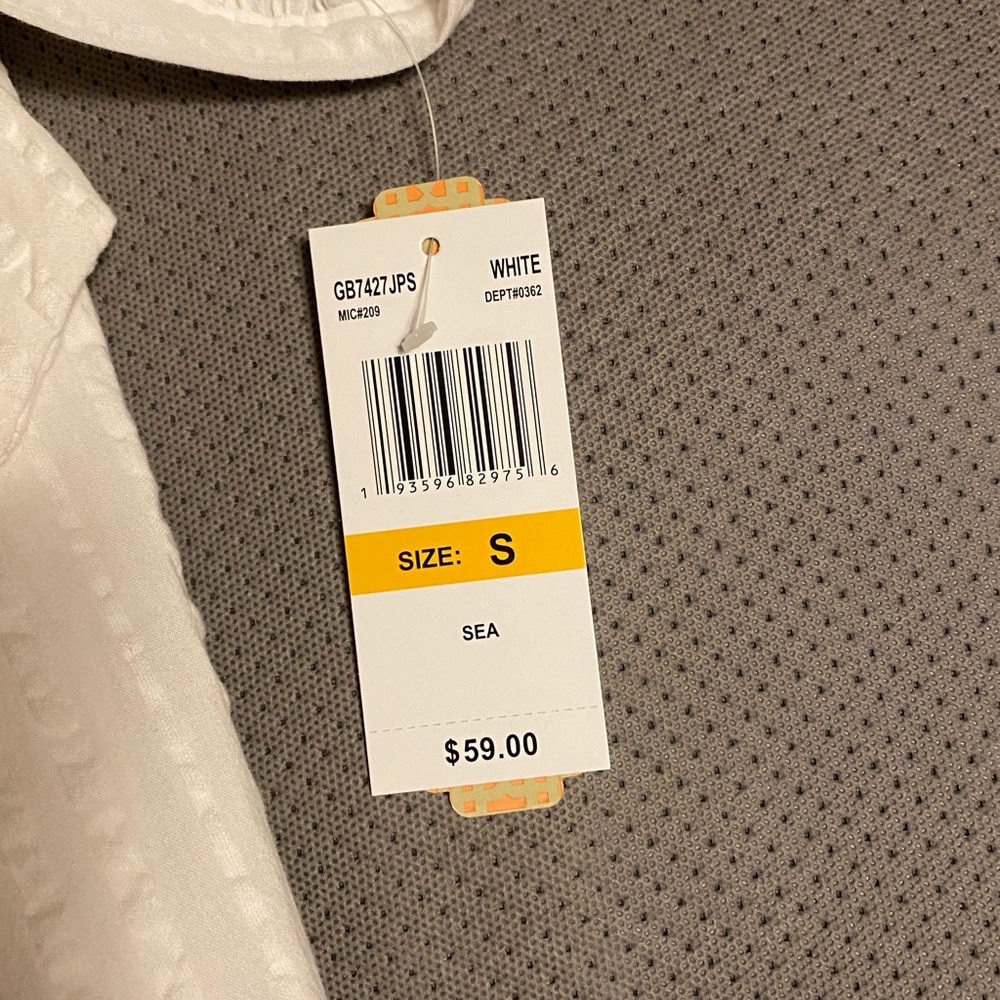 GB7427JPS WHITE
MIC#209 DEPT#0362
1 93596 82975 6
SIZE: S
SEA
$59.00